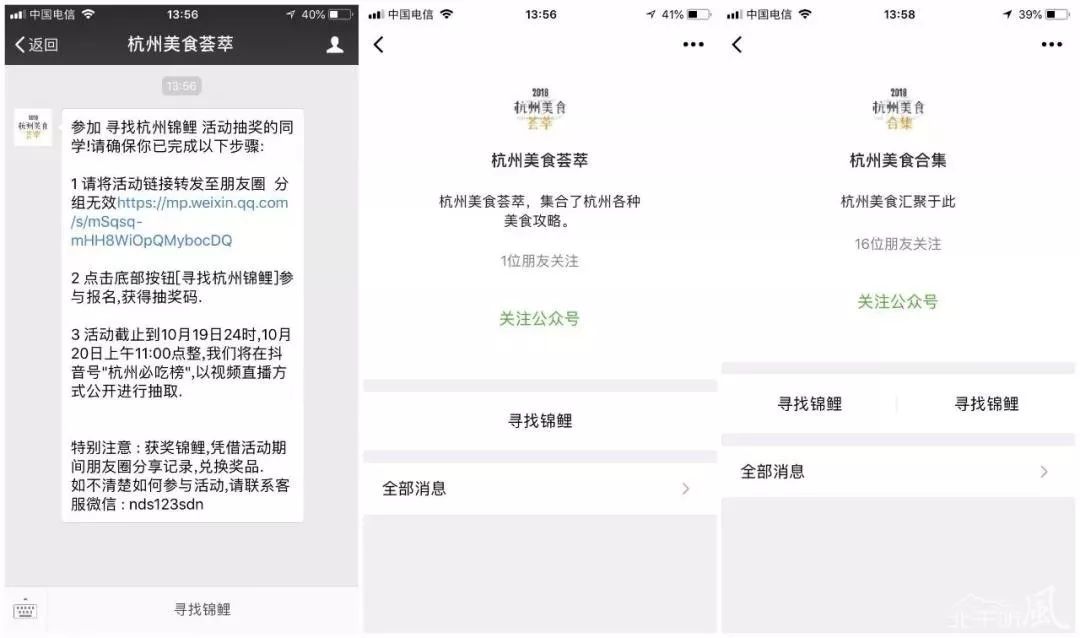 中国电信
13:56
40%
返回
杭州美食荟萃
13:56
2018
杭州美食
荟萃
参加 寻找杭州锦鲤 活动抽奖的同
学!请确保你已完成以下步骤:
1 请将活动链接转发至朋友圈 分
组无效https://mp.weixin.qq.com
/s/mSqsq-
mHH8WiOpQMybocDQ
2 点击底部按钮[寻找杭州锦鲤]参
与报名,获得抽奖码.
3 活动截止到10月19日24时,10月
20日上午11:00点整,我们将在抖
音号"杭州必吃榜",以视频直播方
式公开进行抽取.
特别注意 : 获奖锦鲤,凭借活动期
间朋友圈分享记录,兑换奖品.
如不清楚如何参与活动,请联系客
服微信 : nds123sdn
寻找锦鲤
中国电信
13:56
41%
2018
杭州美食
荟萃
杭州美食荟萃
杭州美食荟萃，集合了杭州各种
美食攻略。
1位朋友关注
关注公众号
寻找锦鲤
全部消息
中国电信
13:58
39%
2018
杭州美食
合集
杭州美食合集
杭州美食汇聚于此
16位朋友关注
关注公众号
寻找锦鲤
寻找锦鲤
全部消息
北千听風